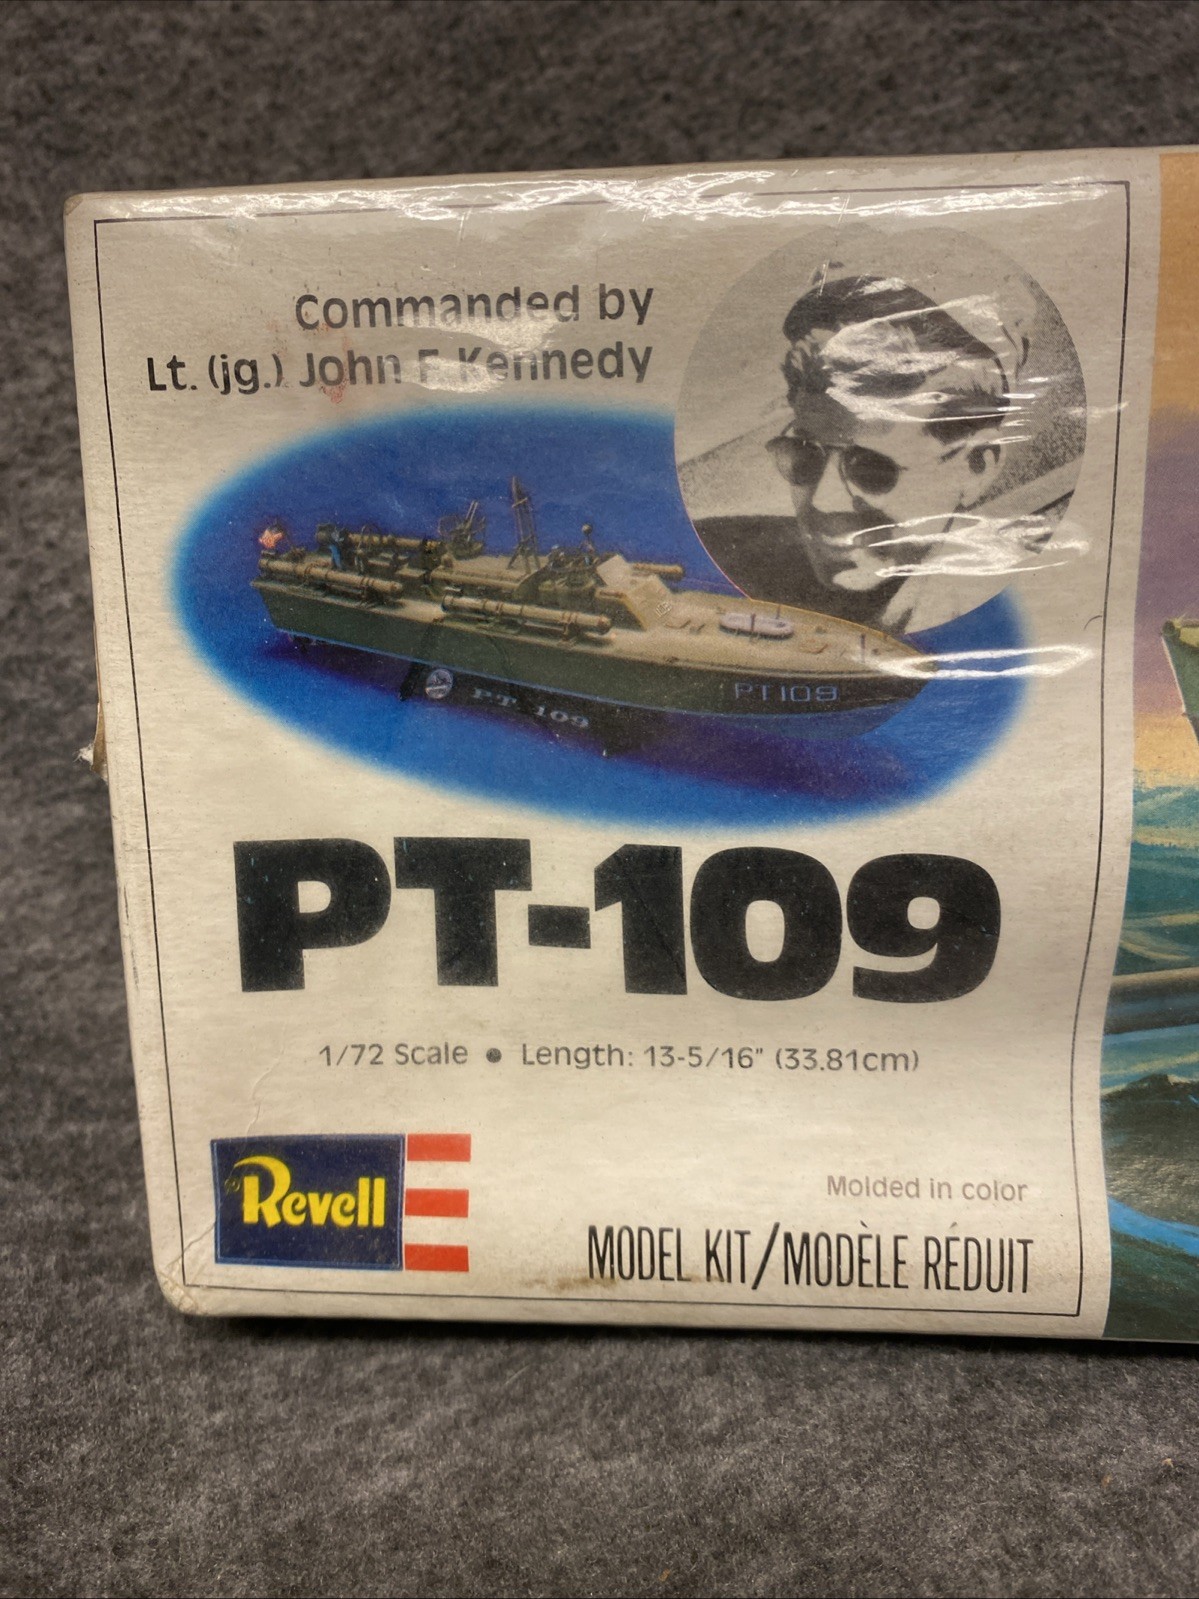 Commanded by
Lt. (jg.) John F. Kennedy
PT109
PT 109
PT-109
1/72 Scale • Length: 13-5/16" (33.81cm)
Revell
Molded in color
MODEL KIT/MODÈLE RÉDUIT